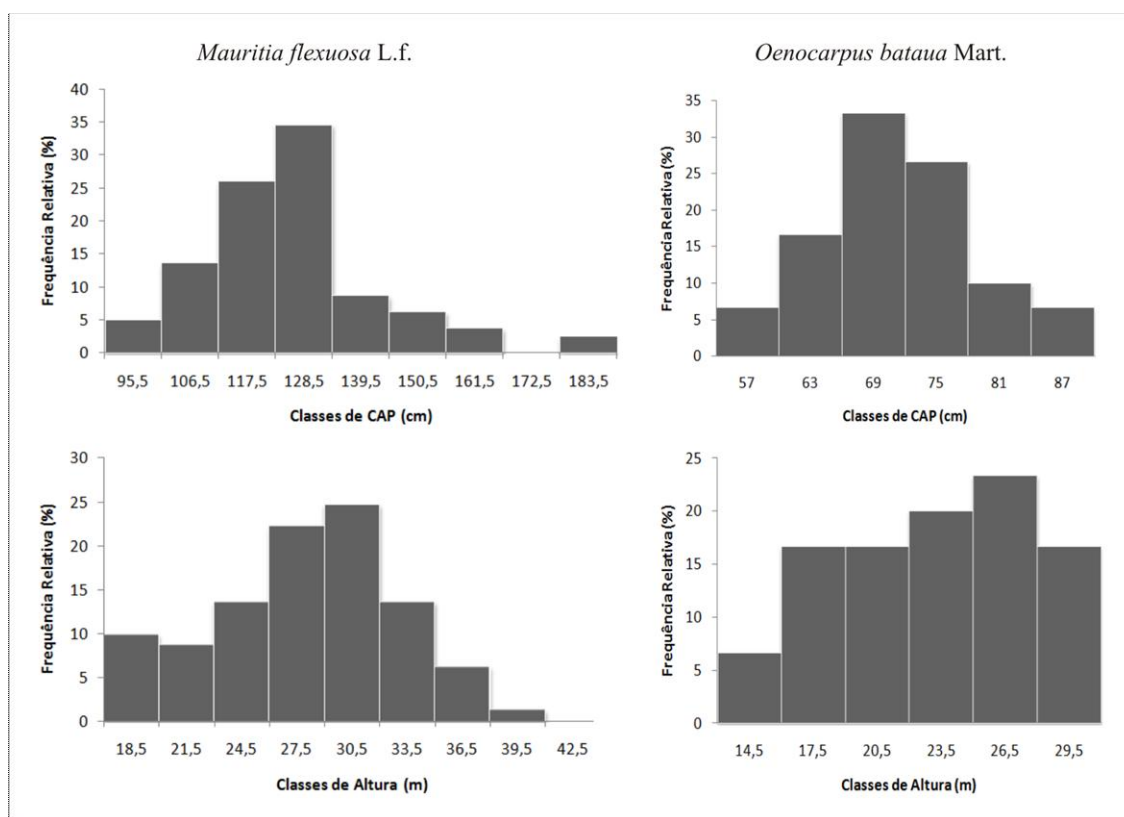 Mauritia flexuosa L.f.
Oenocarpus bataua Mart.
Frequência Relativa (%)
40
35
30
25
20
15
10
5
0
95,5 106,5 117,5 128,5 139,5 150,5 161,5 172,5 183,5
Classes de CAP (cm)
Frequência Relativa (%)
35
30
25
20
15
10
5
0
57 63 69 75 81 87
Classes de CAP (cm)
Frequência Relativa (%)
30
25
20
15
10
5
0
18,5 21,5 24,5 27,5 30,5 33,5 36,5 39,5 42,5
Classes de Altura (m)
Frequência Relativa (%)
25
20
15
10
5
0
14,5 17,5 20,5 23,5 26,5 29,5
Classes de Altura (m)